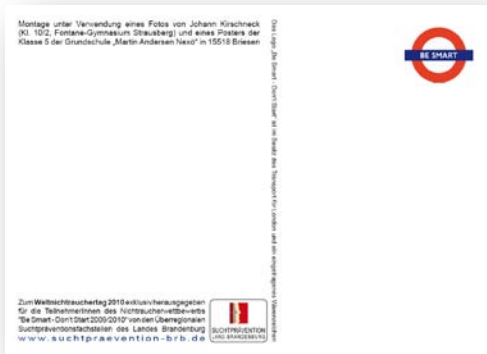 Montage unter Verwendung eines Fotos von Johann Kirschneck
(Kl. 10/2, Fontane-Gymnasium Strausberg) und eines Posters der
Klasse 5 der Grundschule „Martin Andersen Nexö“ in 15518 Briesen
Das Logo „Be Smart - Don't Start“ ist im Besitz des Transport for London und ein eingetragenes Warenzeichen
BE SMART
Zum Weltnichtrauchertag 2010 exklusiv herausgegeben
für die TeilnehmerInnen des Nichtraucherwettbewerbs
"Be Smart - Don't Start 2009/2010" von den Überregionalen
Suchtpräventionsfachstellen des Landes Brandenburg
www.suchtpraevention-brb.de
SUCHTPRÄVENTION
LAND BRANDENBURG